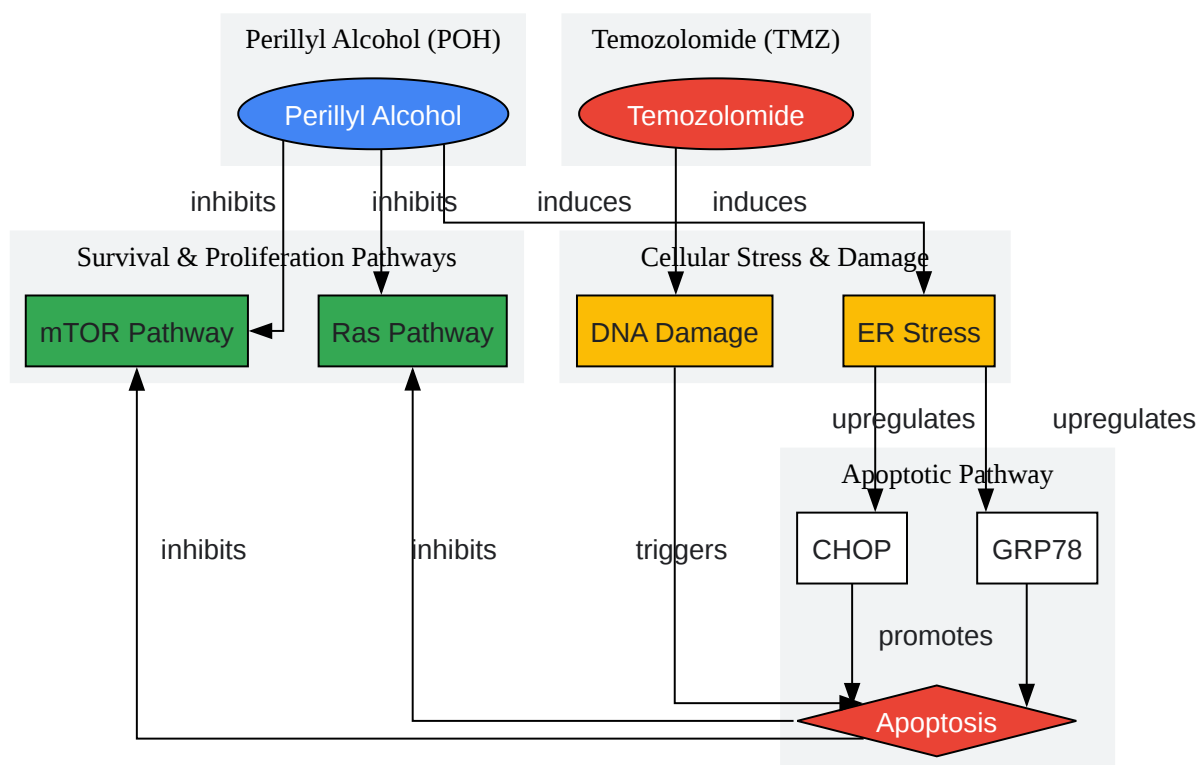 Perillyl Alcohol (POH)
Temozolomide (TMZ)
Perillyl Alcohol
Temozolomide
inhibits
inhibits
induces
induces
Survival & Proliferation Pathways
Cellular Stress & Damage
mTOR Pathway
Ras Pathway
DNA Damage
ER Stress
upregulates
upregulates
Apoptotic Pathway
inhibits
inhibits
triggers
CHOP
GRP78
promotes
Apoptosis